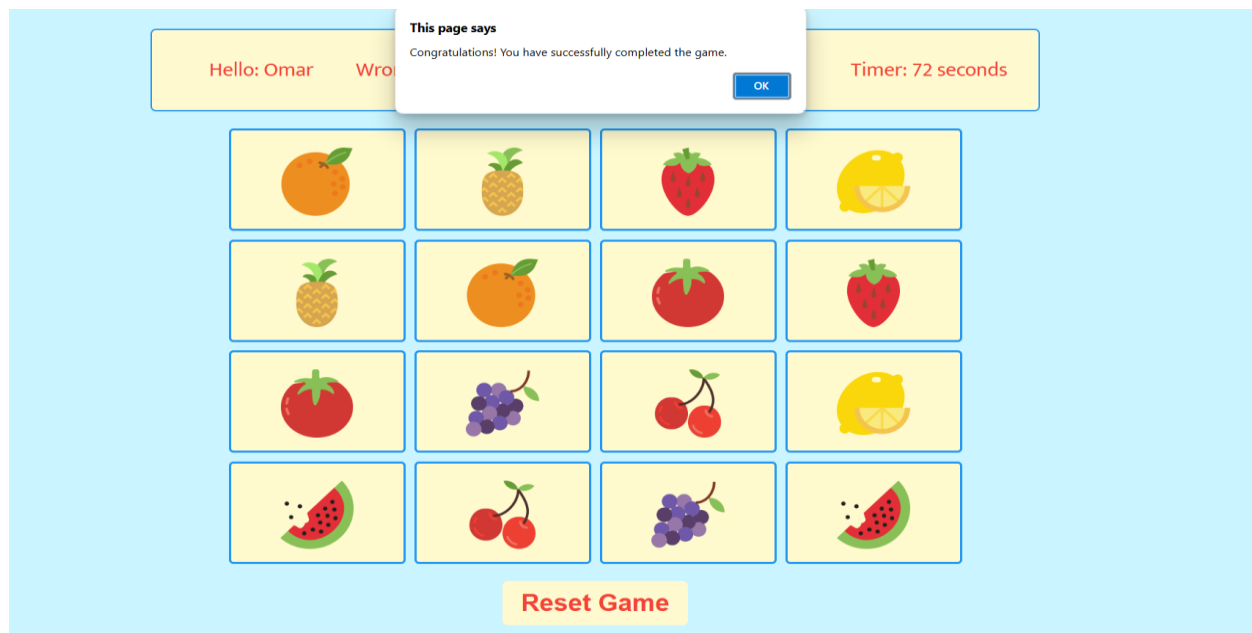 This page says
Congratulations! You have successfully completed the game.
OK
Hello: Omar
Timer: 72 seconds
Reset Game